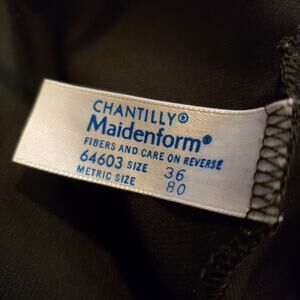 CHANTILLY®
Maidenform®
FIBERS AND CARE ON REVERSE
64603 SIZE 36
METRIC SIZE 80